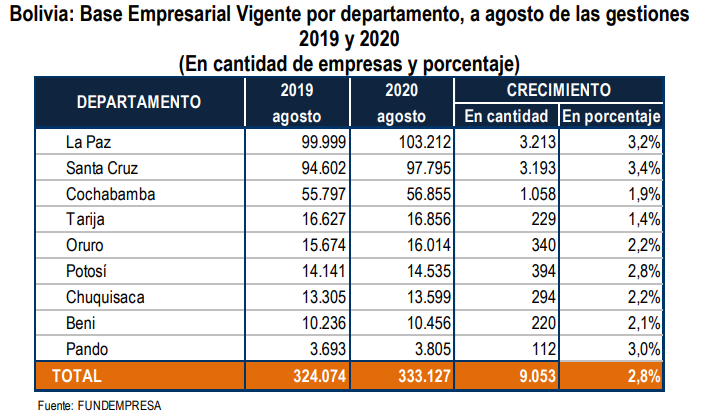 Bolivia: Base Empresarial Vigente por departamento, a agosto de las gestiones
2019 y 2020
(En cantidad de empresas y porcentaje)
DEPARTAMENTO 2019 agosto 2020 agosto CRECIMIENTO
En cantidad En porcentaje
La Paz 99.999 103.212 3.213 3,2%
Santa Cruz 94.602 97.795 3.193 3,4%
Cochabamba 55.797 56.855 1.058 1,9%
Tarija 16.627 16.856 229 1,4%
Oruro 15.674 16.014 340 2,2%
Potosí 14.141 14.535 394 2,8%
Chuquisaca 13.305 13.599 294 2,2%
Beni 10.236 10.456 220 2,1%
Pando 3.693 3.805 112 3,0%
TOTAL 324.074 333.127 9.053 2,8%
Fuente: FUNDEMPRESA